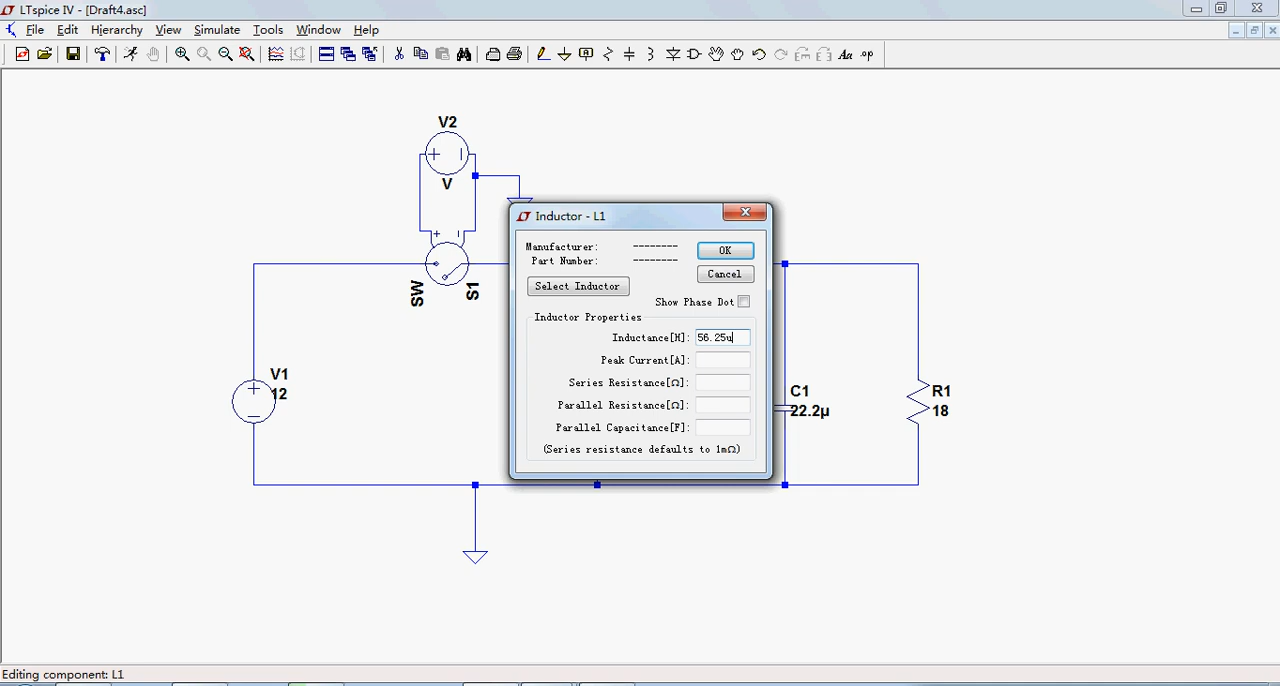 LTspice IV - [Draft4.asc]
File Edit Hierarchy View Simulate Tools Window Help
V2
V
SW
S1
V1
12
Inductor - L1
Manufacturer: --------
Part Number: --------
OK
Cancel
Select Inductor
Show Phase Dot
Inductor Properties
Inductance[H]: 56.25u
Peak Current[A]:
Series Resistance[Ω]:
Parallel Resistance[Ω]:
Parallel Capacitance[F]:
(Series resistance defaults to 1mΩ)
C1
22.2µ
R1
18
Editing component: L1